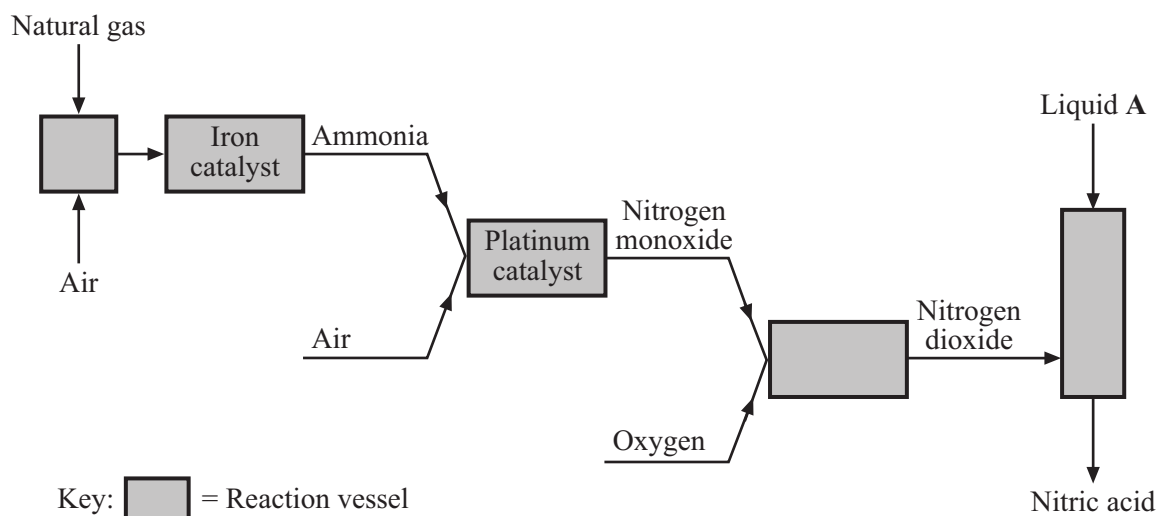 Natural gas
Liquid A
Iron
catalyst
Ammonia
Air
Platinum
catalyst
Nitrogen
monoxide
Air
Nitrogen
dioxide
Oxygen
Key:
= Reaction vessel
Nitric acid